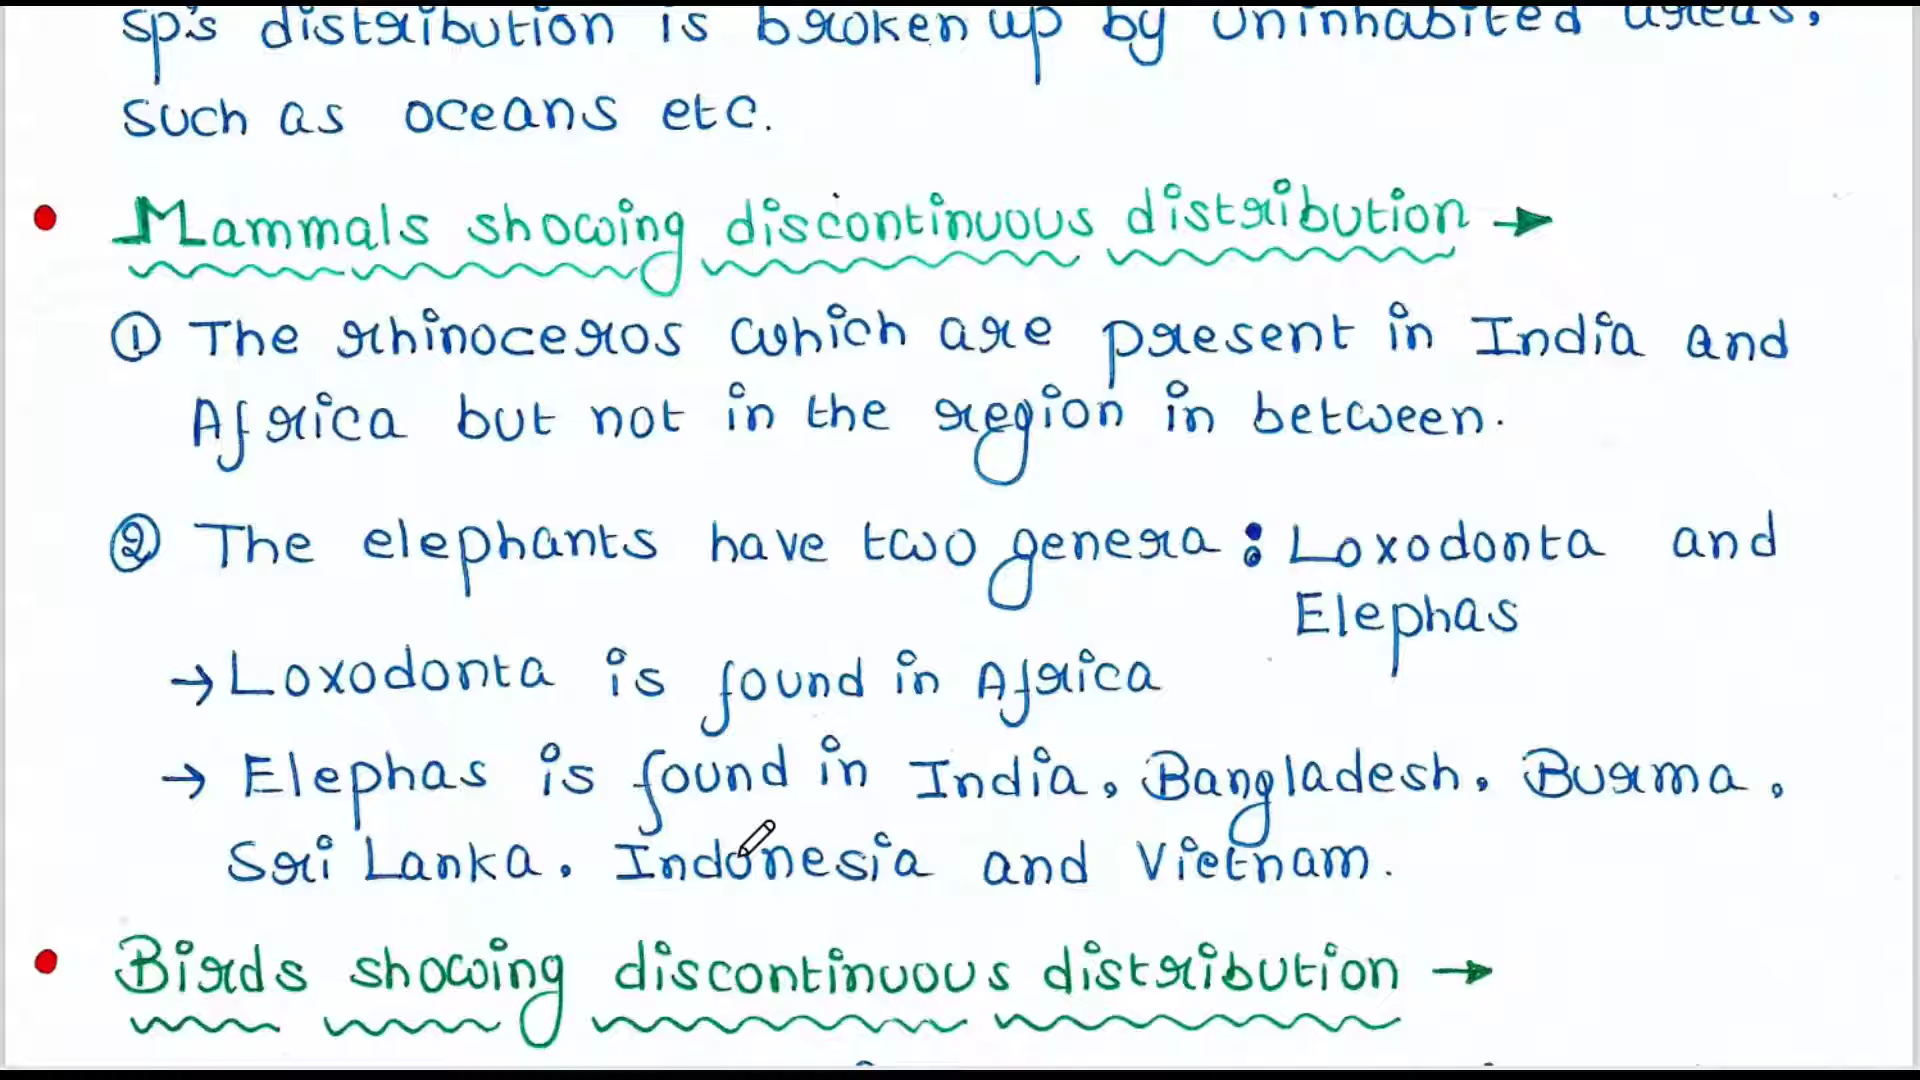 sp's distribution is broken up by uninhabited areas,
such as oceans etc.
• Mammals showing discontinuous distribution →
① The rhinoceros which are present in India and
Africa but not in the region in between.
② The elephants have two genera : Loxodonta and
Elephas
→ Loxodonta is found in Africa
→ Elephas is found in India, Bangladesh, Burma,
Sri Lanka, Indonesia and Vietnam.
• Birds showing discontinuous distribution →